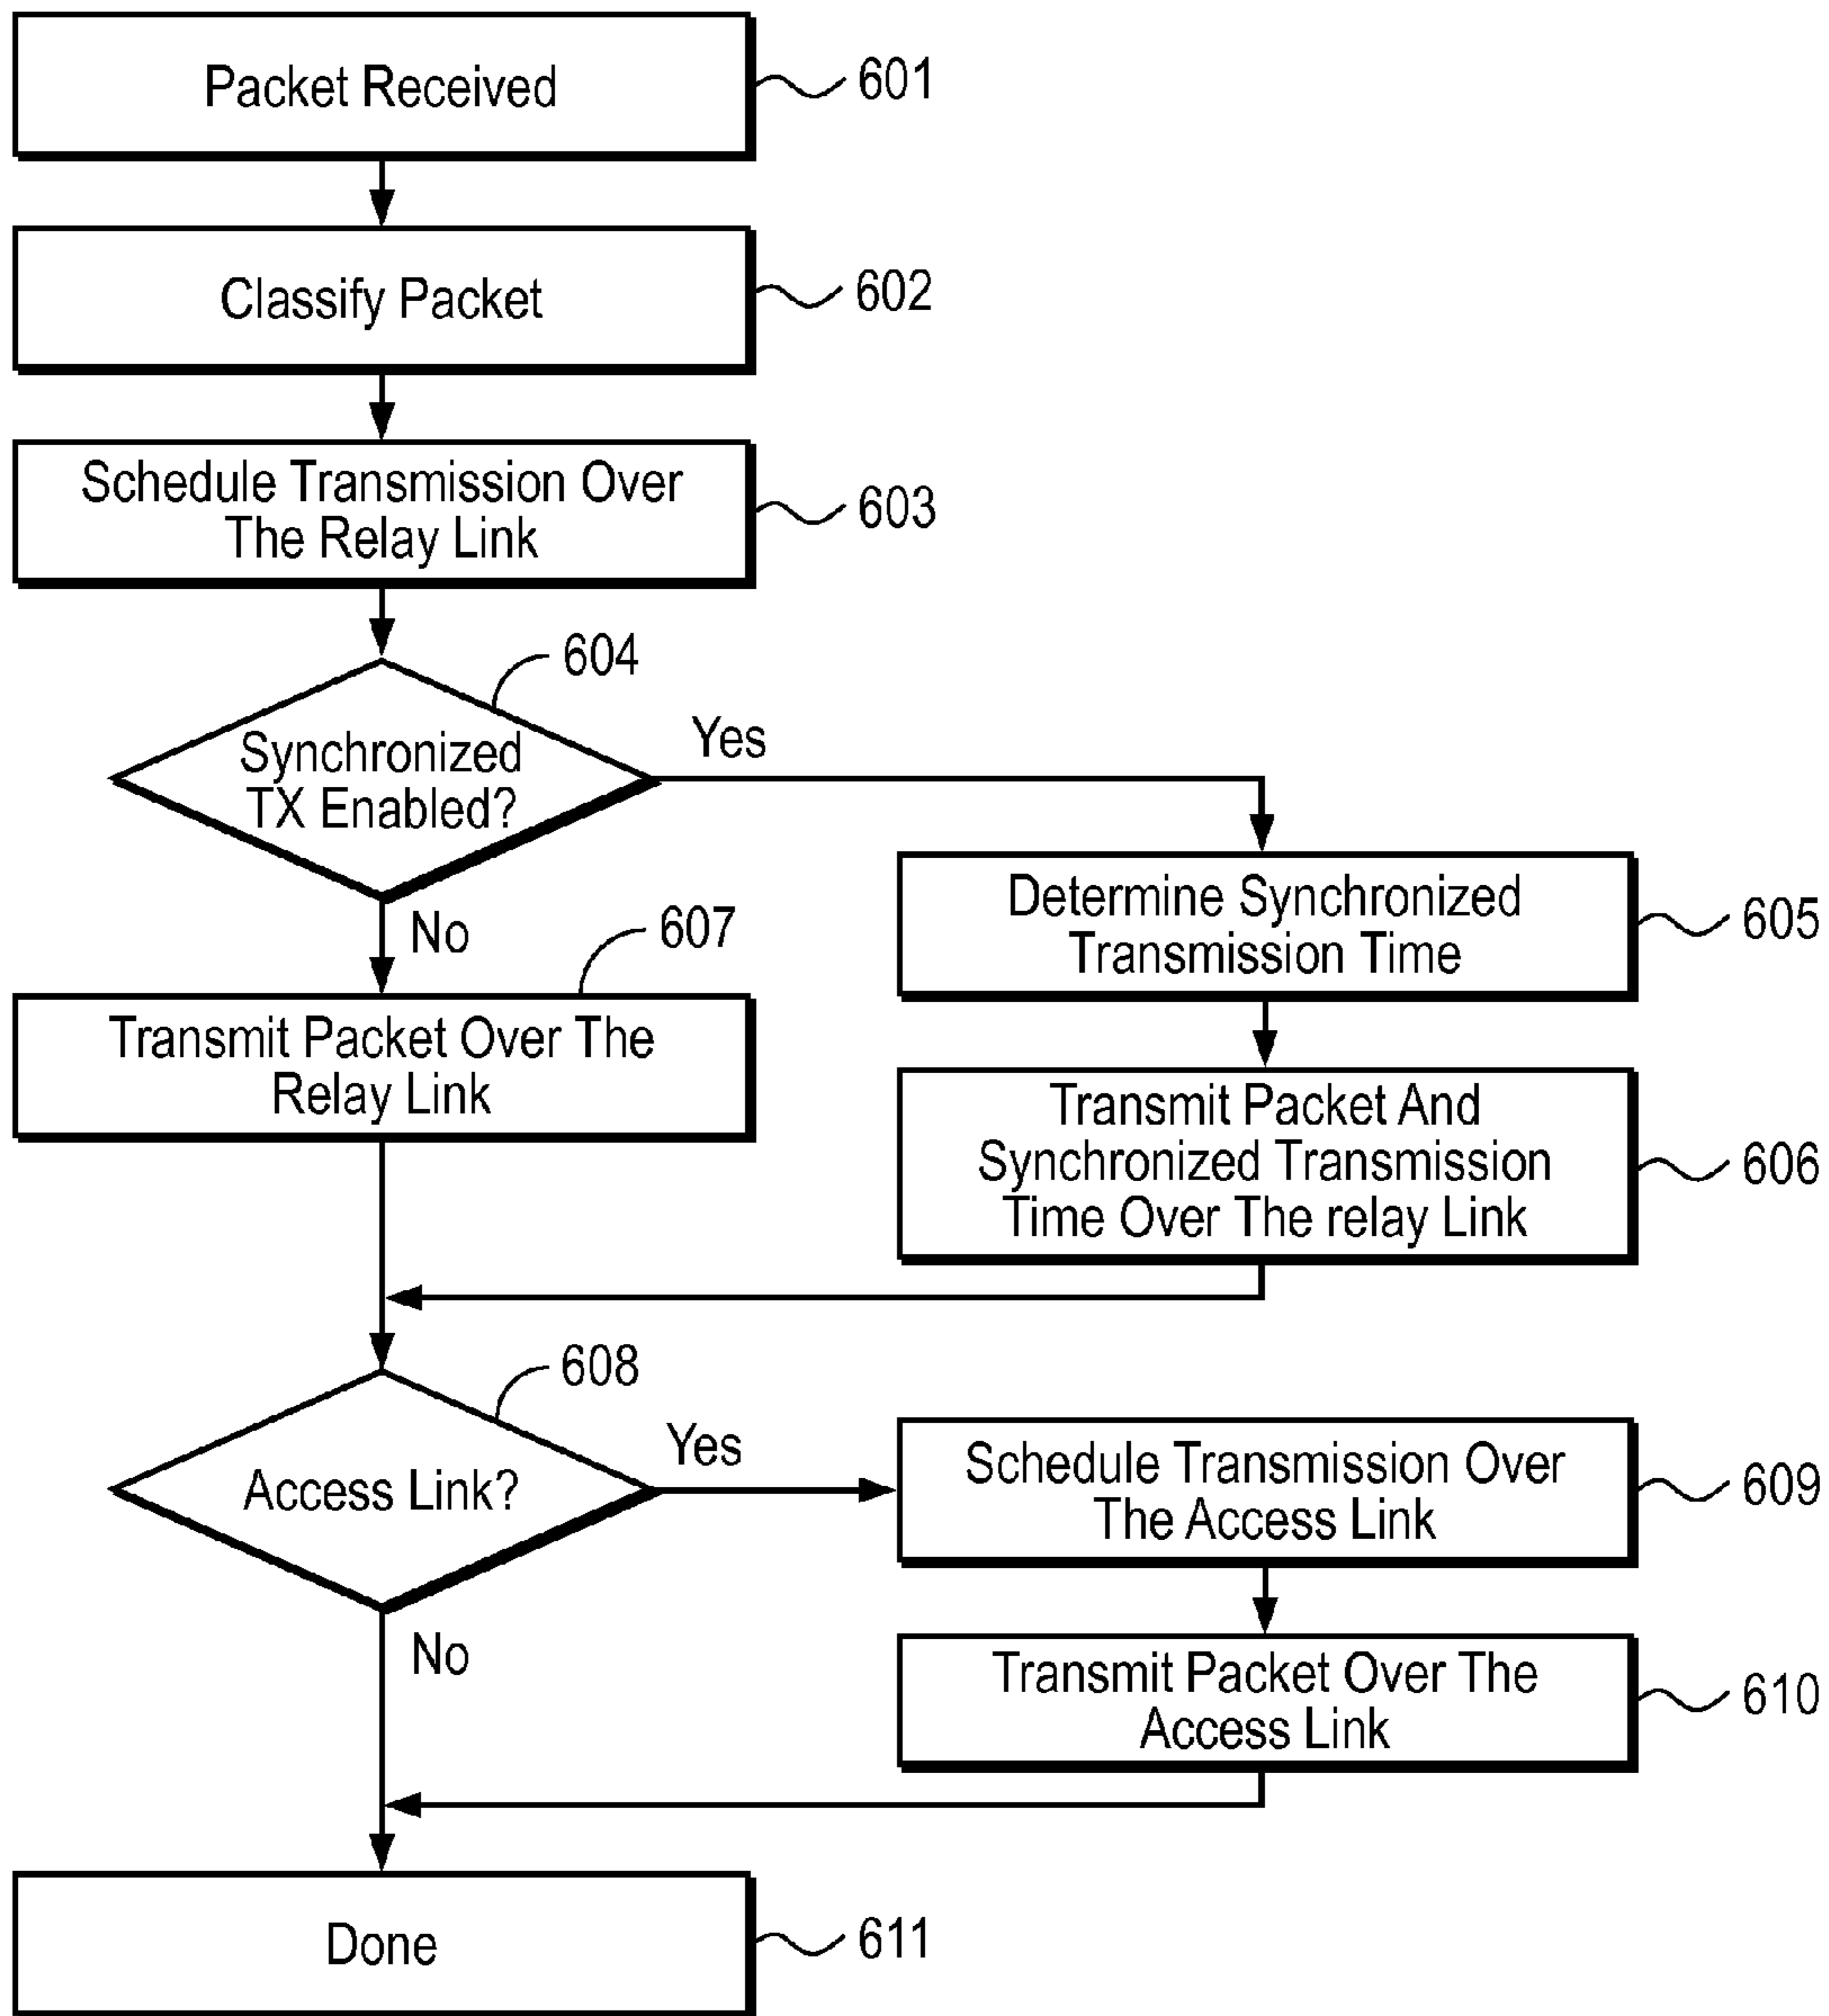 Packet Received
601
Classify Packet
602
Schedule Transmission Over
The Relay Link
603
604
Synchronized
TX Enabled?
Yes
No
605
Determine Synchronized
Transmission Time
607
Transmit Packet Over The
Relay Link
Transmit Packet And
Synchronized Transmission
Time Over The relay Link
606
608
Access Link?
Yes
No
Schedule Transmission Over
The Access Link
609
Transmit Packet Over The
Access Link
610
Done
611